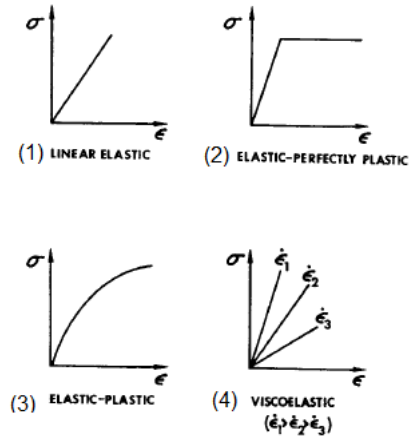 σ
ϵ
(1) LINEAR ELASTIC
σ
ϵ
(2) ELASTIC-PERFECTLY PLASTIC
σ
ϵ
(3) ELASTIC-PLASTIC
σ
ϵ̇₁
ϵ̇₂
ϵ̇₃
ϵ
(4) VISCOELASTIC
(ϵ̇₁>ϵ̇₂>ϵ̇₃)